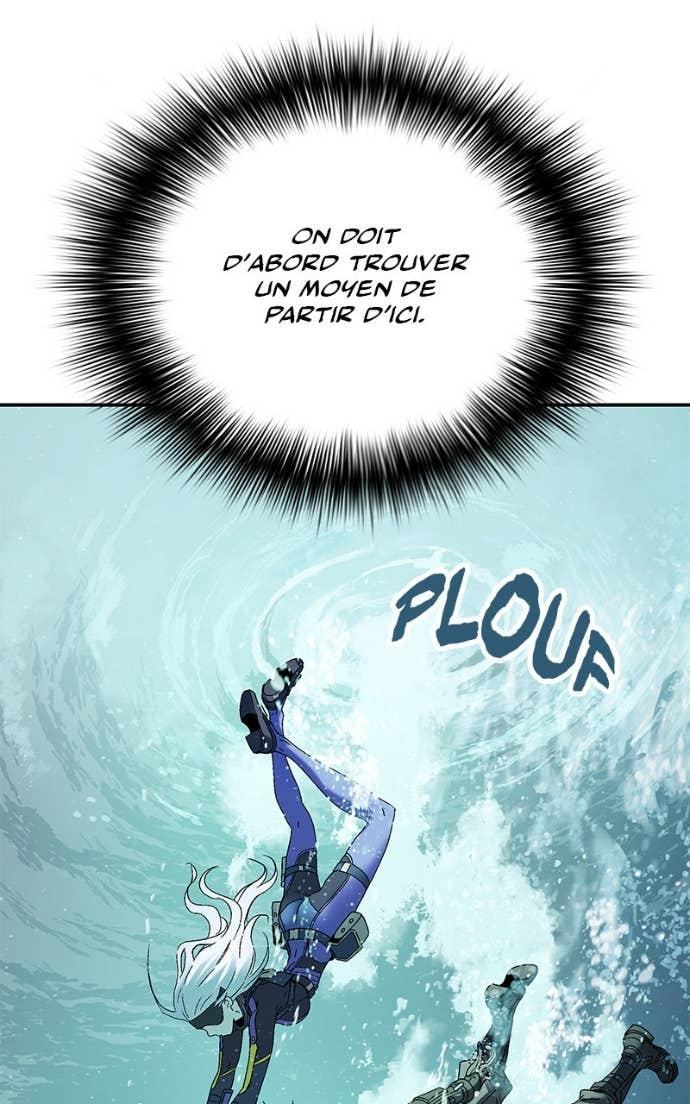 ON DOIT
D'ABORD TROUVER
UN MOYEN DE
PARTIR D'ICI.
PLOUF